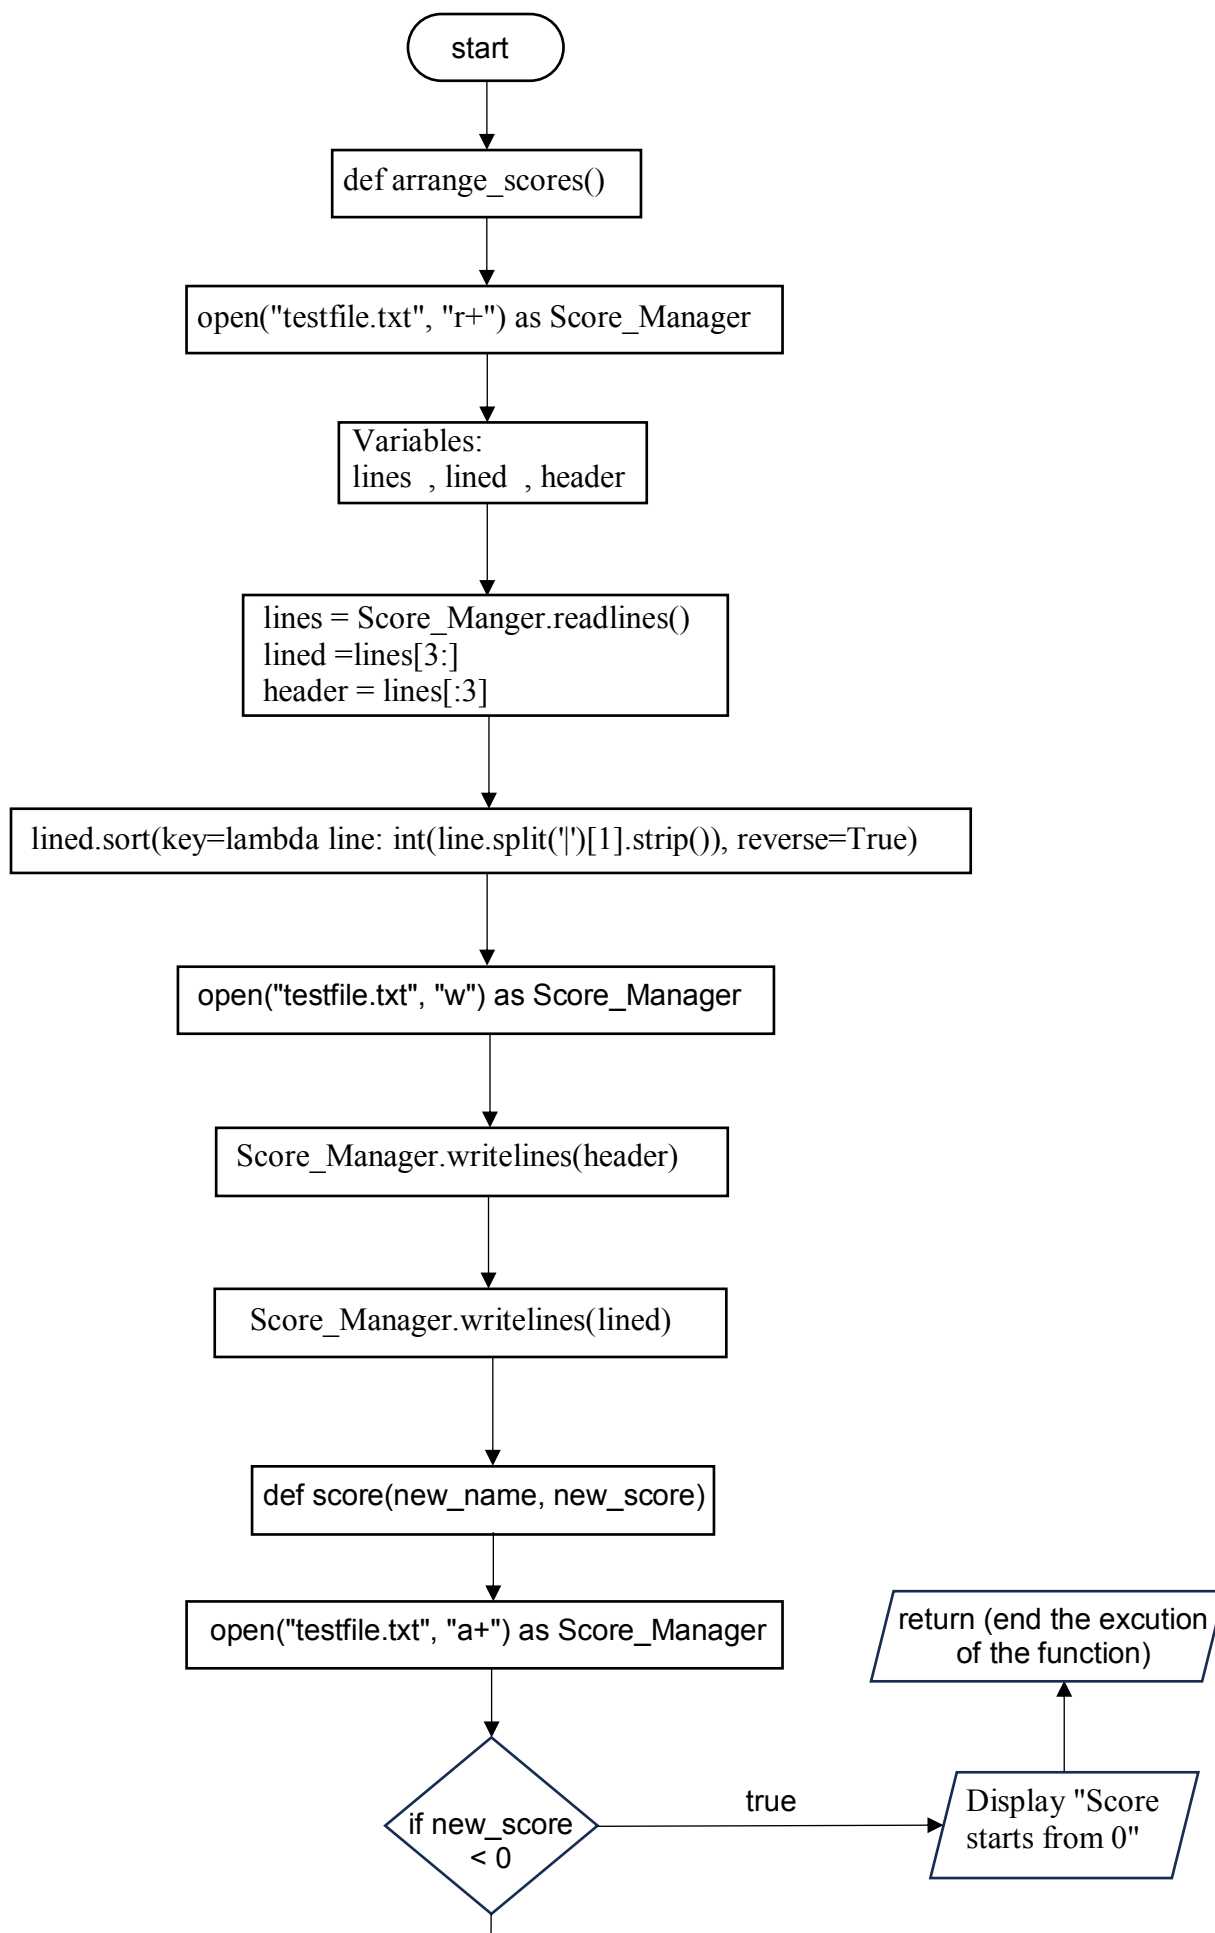 start
def arrange_scores()
open("testfile.txt", "r+") as Score_Manager
Variables:
lines , lined , header
lines = Score_Manger.readlines()
lined =lines[3:]
header = lines[:3]
lined.sort(key=lambda line: int(line.split('|')[1].strip()), reverse=True)
open("testfile.txt", "w") as Score_Manager
Score_Manager.writelines(header)
Score_Manager.writelines(lined)
def score(new_name, new_score)
open("testfile.txt", "a+") as Score_Manager
return (end the excution
of the function)
if new_score
< 0
true
Display "Score
starts from 0"